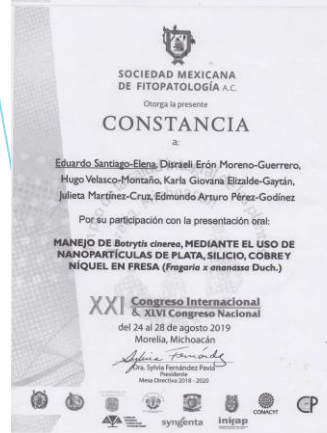 SOCIEDAD MEXICANA
DE FITOPATOLOGÍA A.C.
Otorga la presente
CONSTANCIA
a:
Eduardo Santiago-Elena, Disraeli Erón Moreno-Guerrero,
Hugo Velasco-Montaño, Karla Giovana Elizalde-Gaytán,
Julieta Martínez-Cruz, Edmundo Arturo Pérez-Godínez
Por su participación con la presentación oral:
MANEJO DE Botrytis cinerea, MEDIANTE EL USO DE
NANOPARTÍCULAS DE PLATA, SILICIO, COBRE Y
NÍQUEL EN FRESA (Fragaria x ananassa Duch.)
XXI Congreso Internacional
& XLVI Congreso Nacional
del 24 al 28 de agosto 2019
Morelia, Michoacán
Sylvia Fernández
Dra. Sylvia Fernández Pavía
Presidente
Mesa Directiva 2018 - 2020
CONACYT
CP
syngenta
inifap